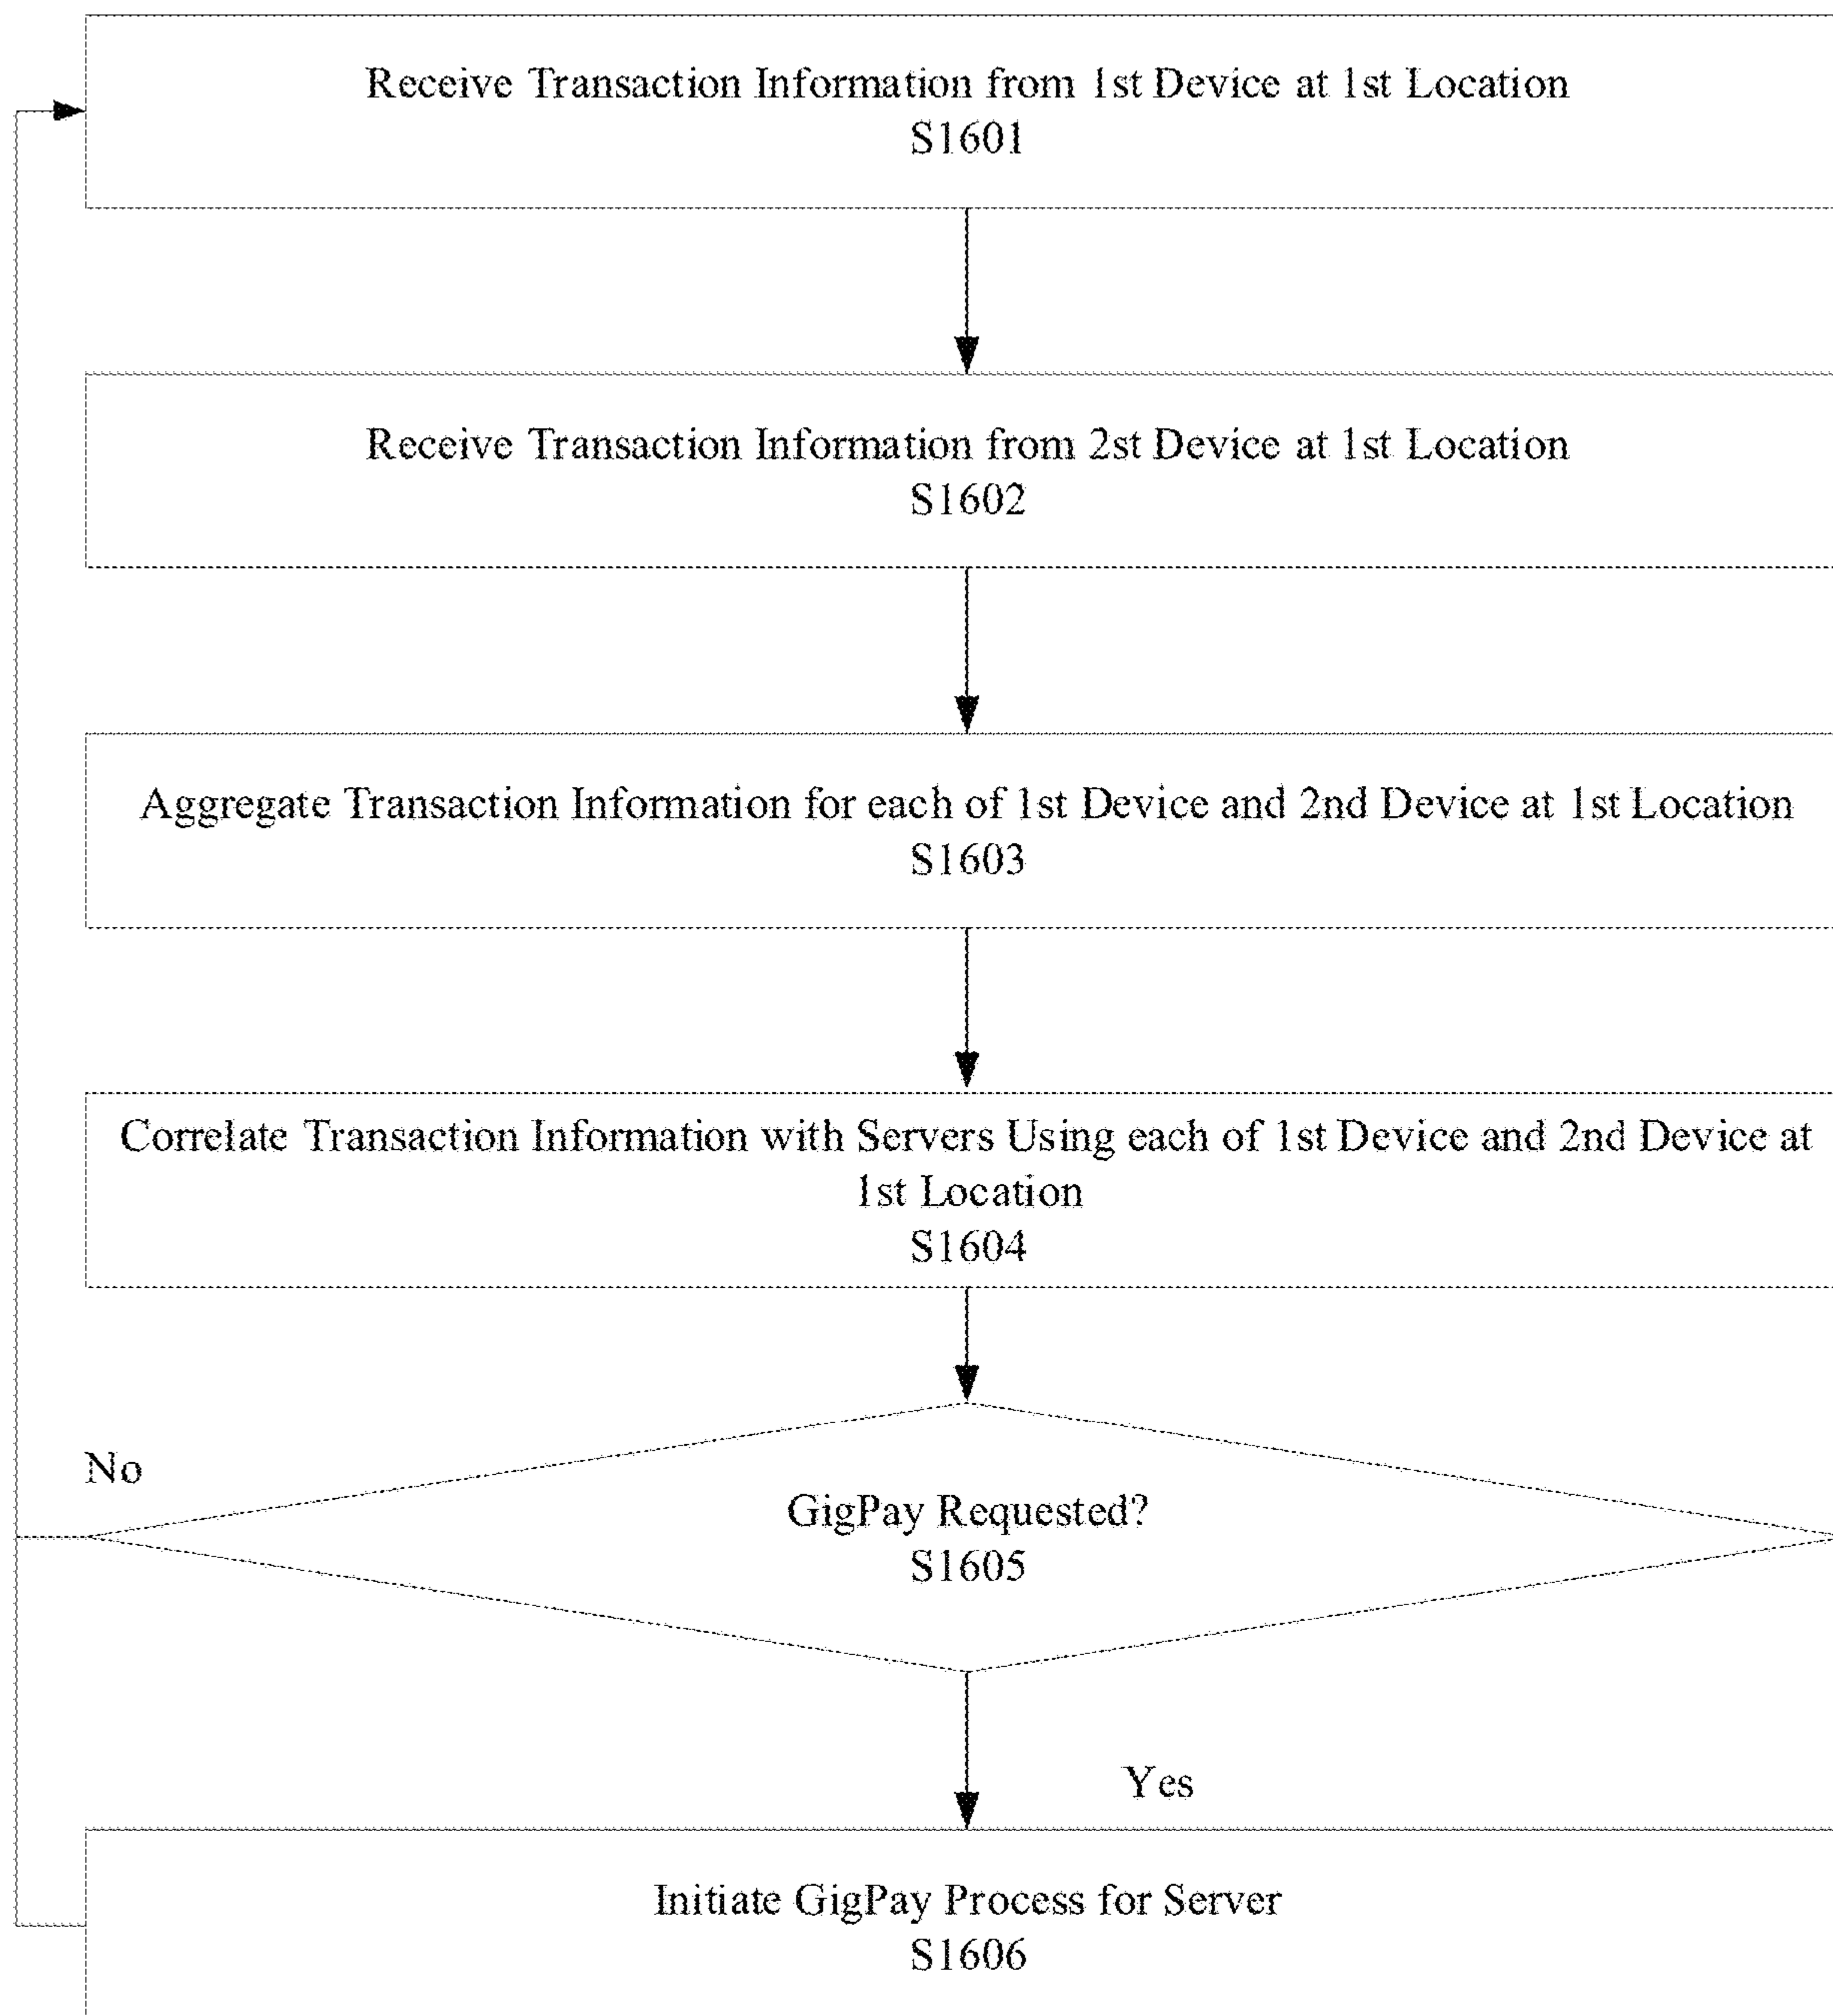 Receive Transaction Information from 1st Device at 1st Location
S1601
Receive Transaction Information from 2st Device at 1st Location
S1602
Aggregate Transaction Information for each of 1st Device and 2nd Device at 1st Location
S1603
Correlate Transaction Information with Servers Using each of 1st Device and 2nd Device at
1st Location
S1604
No
GigPay Requested?
S1605
Yes
Initiate GigPay Process for Server
S1606